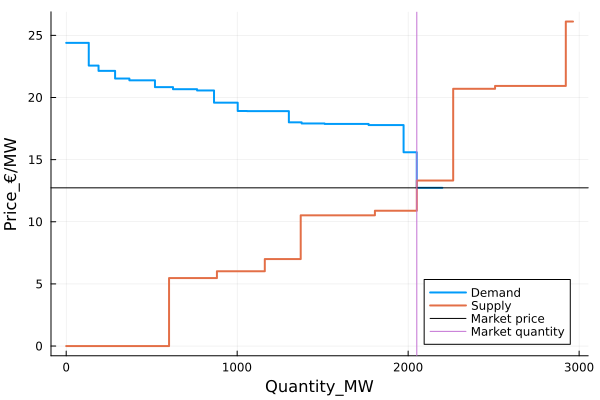 Price_€/MW
25
20
15
10
5
0
0 1000 2000 3000
Quantity_MW
Demand
Supply
Market price
Market quantity